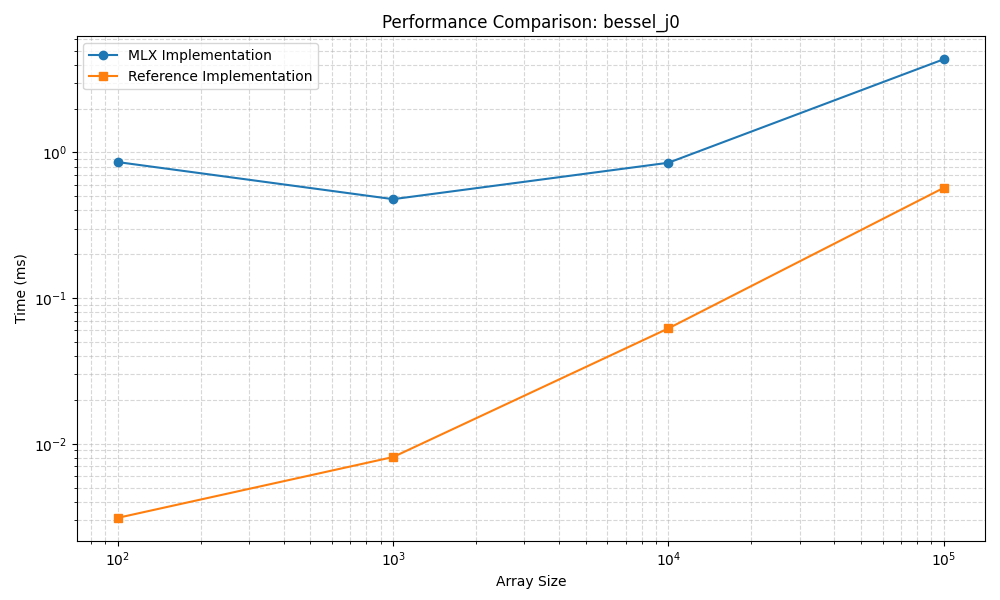 Performance Comparison: bessel_j0
MLX Implementation
Reference Implementation
Time (ms)
10⁰
10⁻¹
10⁻²
10²
10³
10⁴
10⁵
Array Size